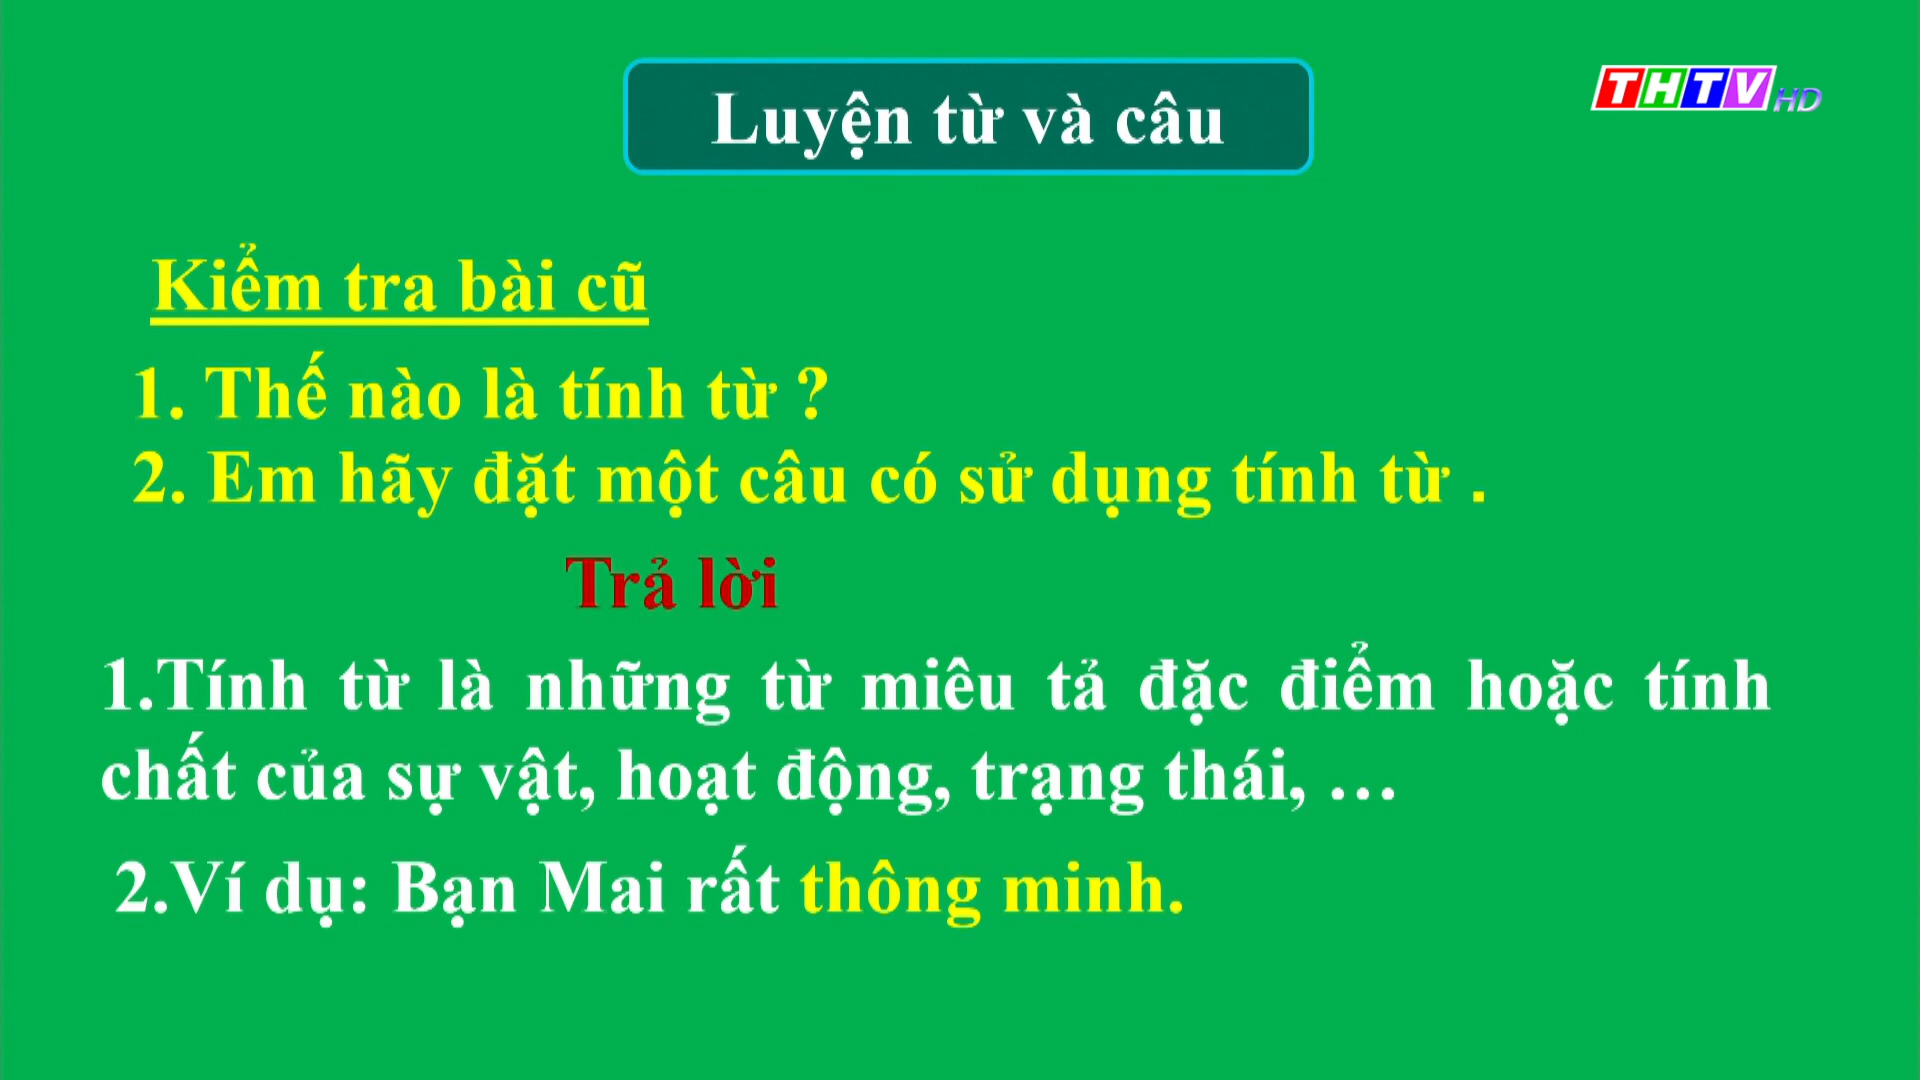 Luyện từ và câu
THTV HD
Kiểm tra bài cũ
1. Thế nào là tính từ ?
2. Em hãy đặt một câu có sử dụng tính từ .
Trả lời
1.Tính từ là những từ miêu tả đặc điểm hoặc tính
chất của sự vật, hoạt động, trạng thái, …
2.Ví dụ: Bạn Mai rất thông minh.